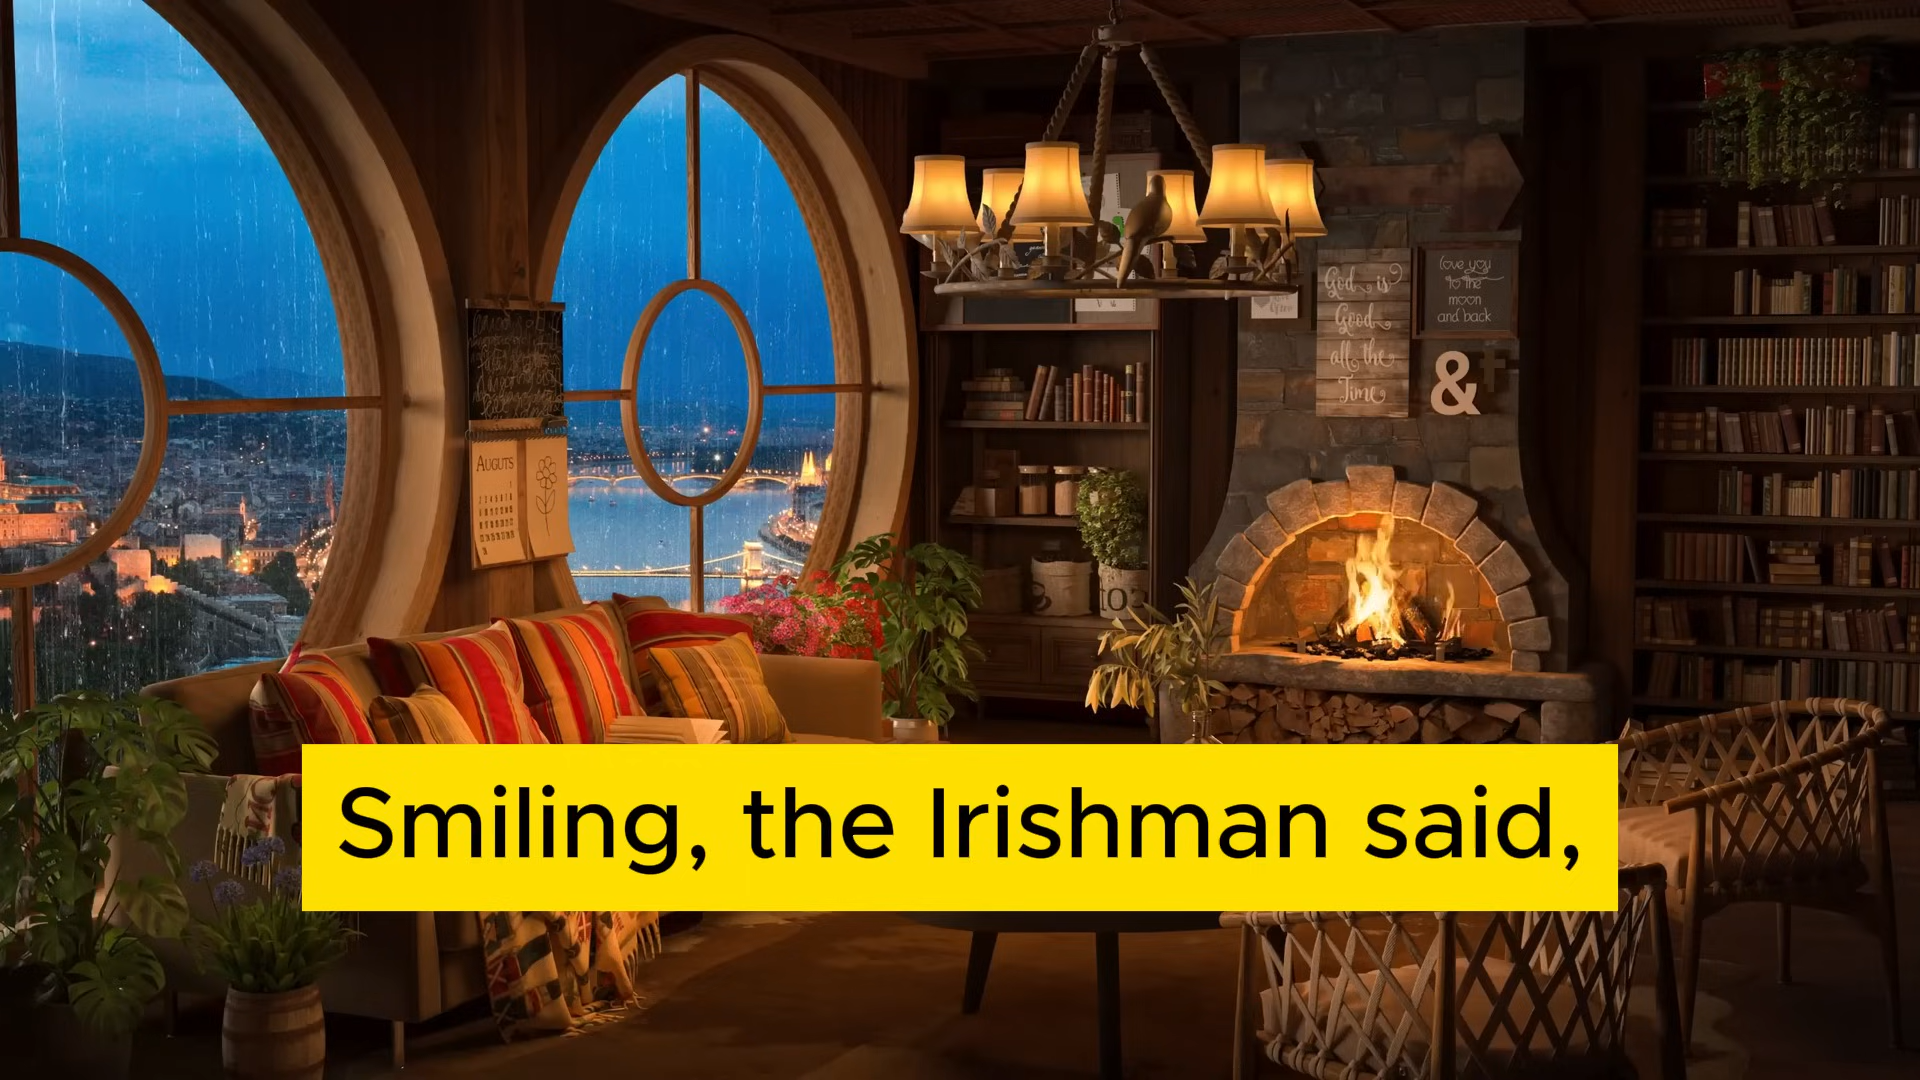 AUGUTS
God is
Good
all the
Time
love you
to the
moon
and back
&
Smiling, the Irishman said,